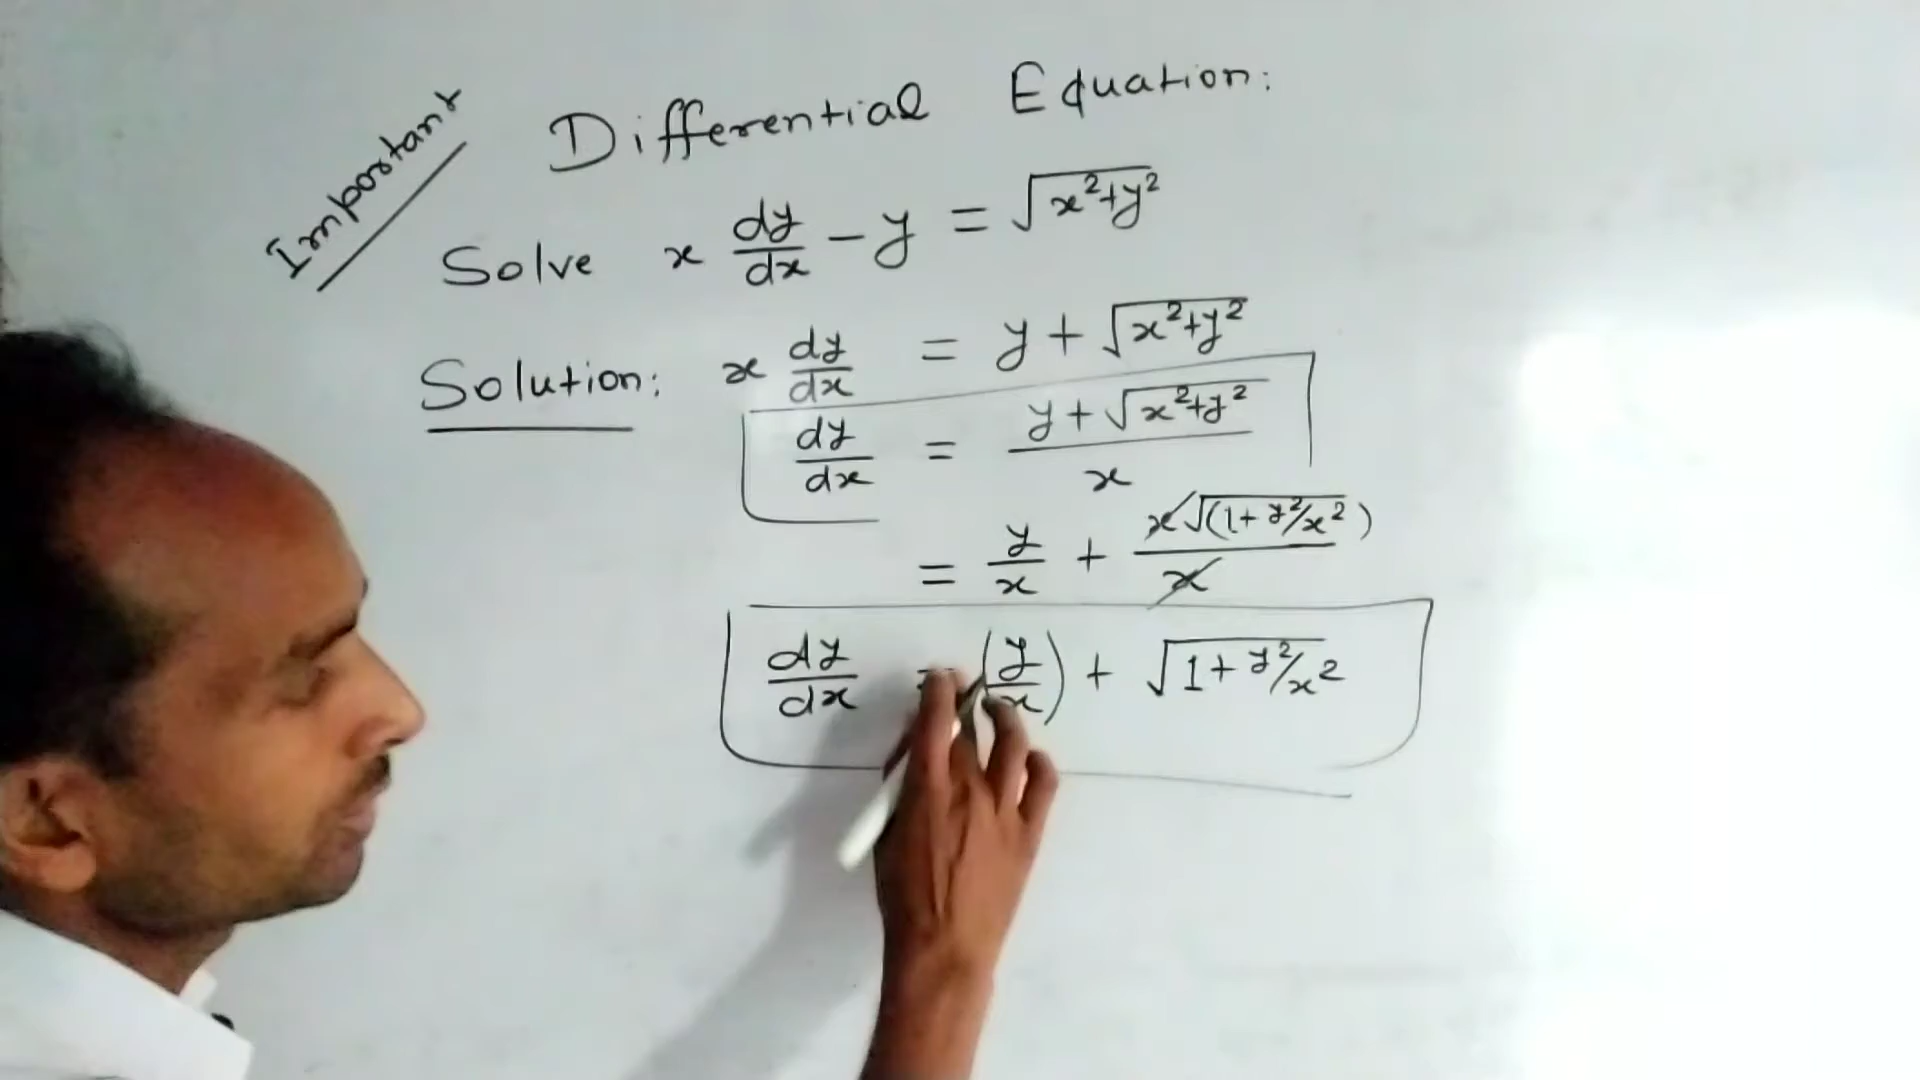 Important
Differential Equation:
Solve x dy/dx - y = √(x²+y²)
Solution: x dy/dx = y + √(x²+y²)
dy/dx = (y + √(x²+y²))/x
= y/x + x√(1+y²/x²)/x
dy/dx = (y/x) + √(1+y²/x²)